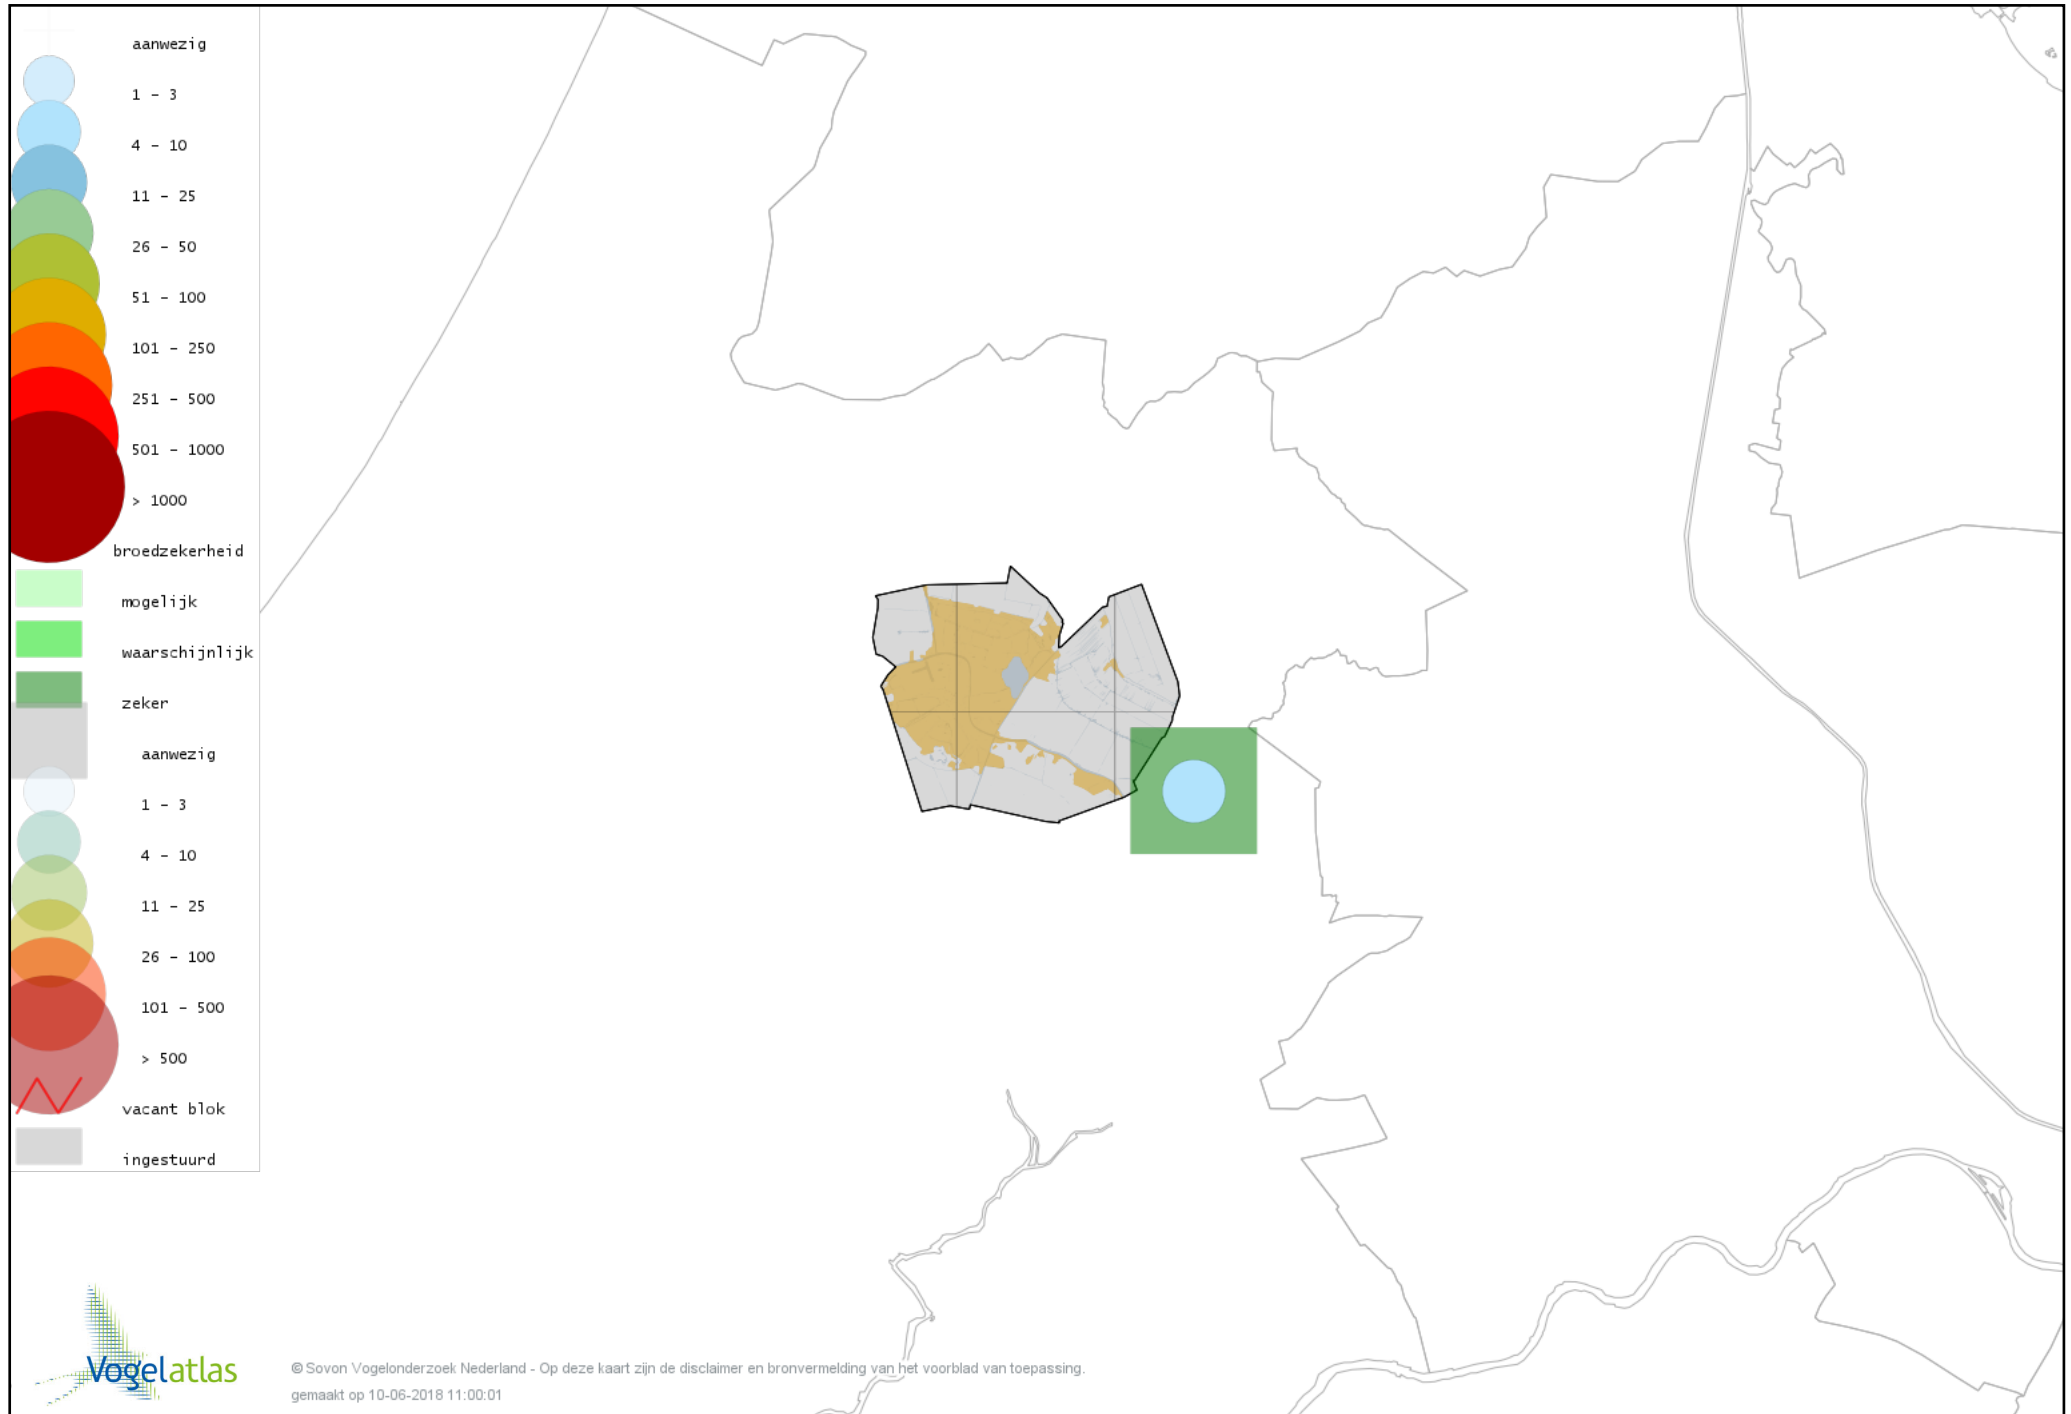 aanwezig
1 - 3
4 - 10
11 - 25
26 - 50
51 - 100
101 - 250
251 - 500
501 - 1000
> 1000
broedzekerheid
mogelijk
waarschijnlijk
zeker
aanwezig
1 - 3
4 - 10
11 - 25
26 - 100
101 - 500
> 500
vacant blok
ingestuurd
Vogelatlas
© Sovon Vogelonderzoek Nederland - Op deze kaart zijn de disclaimer en bronvermelding van het voorblad van toepassing.
gemaakt op 10-06-2018 11:00:01